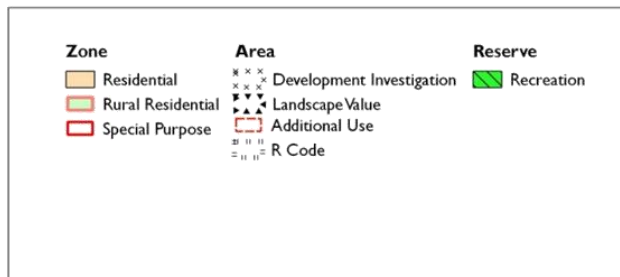 Zone
Residential
Rural Residential
Special Purpose
Area
Development Investigation
Landscape Value
Additional Use
R Code
Reserve
Recreation